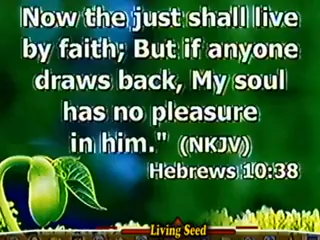 Now the just shall live
by faith; But if anyone
draws back, My soul
has no pleasure
in him." (NKJV)
Hebrews 10:38
Living Seed